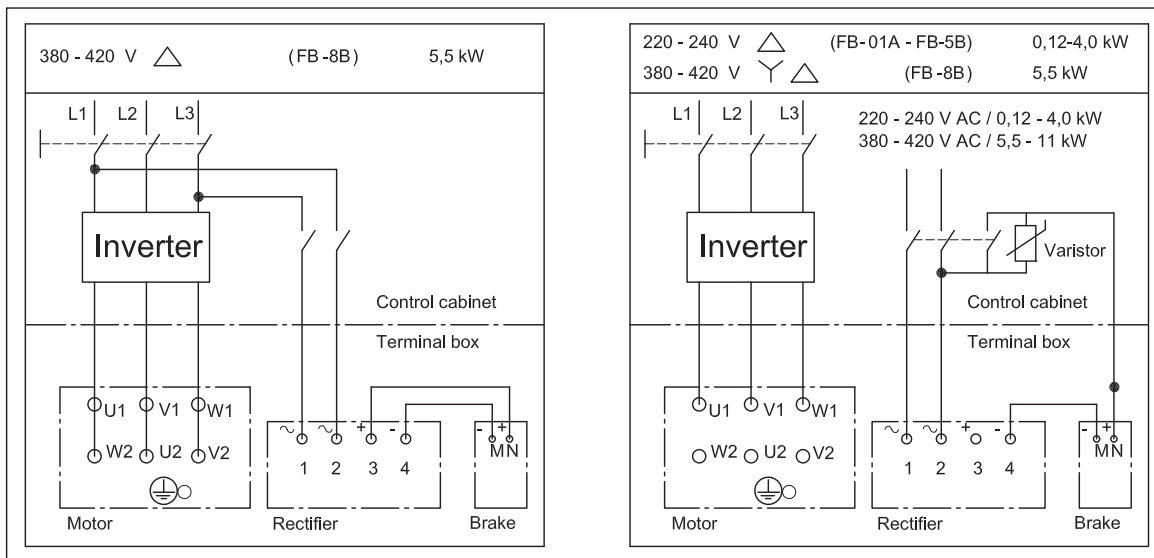 380 - 420 V (FB -8B) 5,5 kW
L1 L2 L3
Inverter
Control cabinet
Terminal box
U1 V1 W1
W2 U2 V2
~ ~ + -
1 2 3 4
- +
M N
Motor Rectifier Brake
220 - 240 V (FB-01A - FB-5B) 0,12-4,0 kW
380 - 420 V (FB-8B) 5,5 kW
L1 L2 L3
220 - 240 V AC / 0,12 - 4,0 kW
380 - 420 V AC / 5,5 - 11 kW
Inverter
Varistor
Control cabinet
Terminal box
U1 V1 W1
W2 U2 V2
~ ~ + -
1 2 3 4
- +
M N
Motor Rectifier Brake